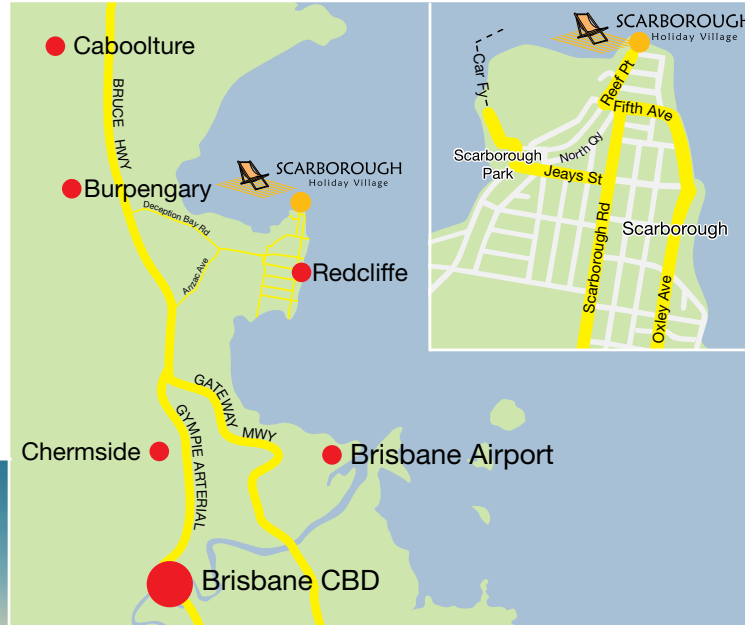 Caboolture
BRUCE HWY
Burpengary
SCARBOROUGH
Holiday Village
Deception Bay Rd
Anzac Ave
Redcliffe
GATEWAY MWY
GYMPIE ARTERIAL
Chermside
Brisbane Airport
Brisbane CBD
SCARBOROUGH
Holiday Village
Car Fy
Reef Pt
Fifth Ave
North Qy
Scarborough
Park
Jeays St
Scarborough
Scarborough Rd
Oxley Ave